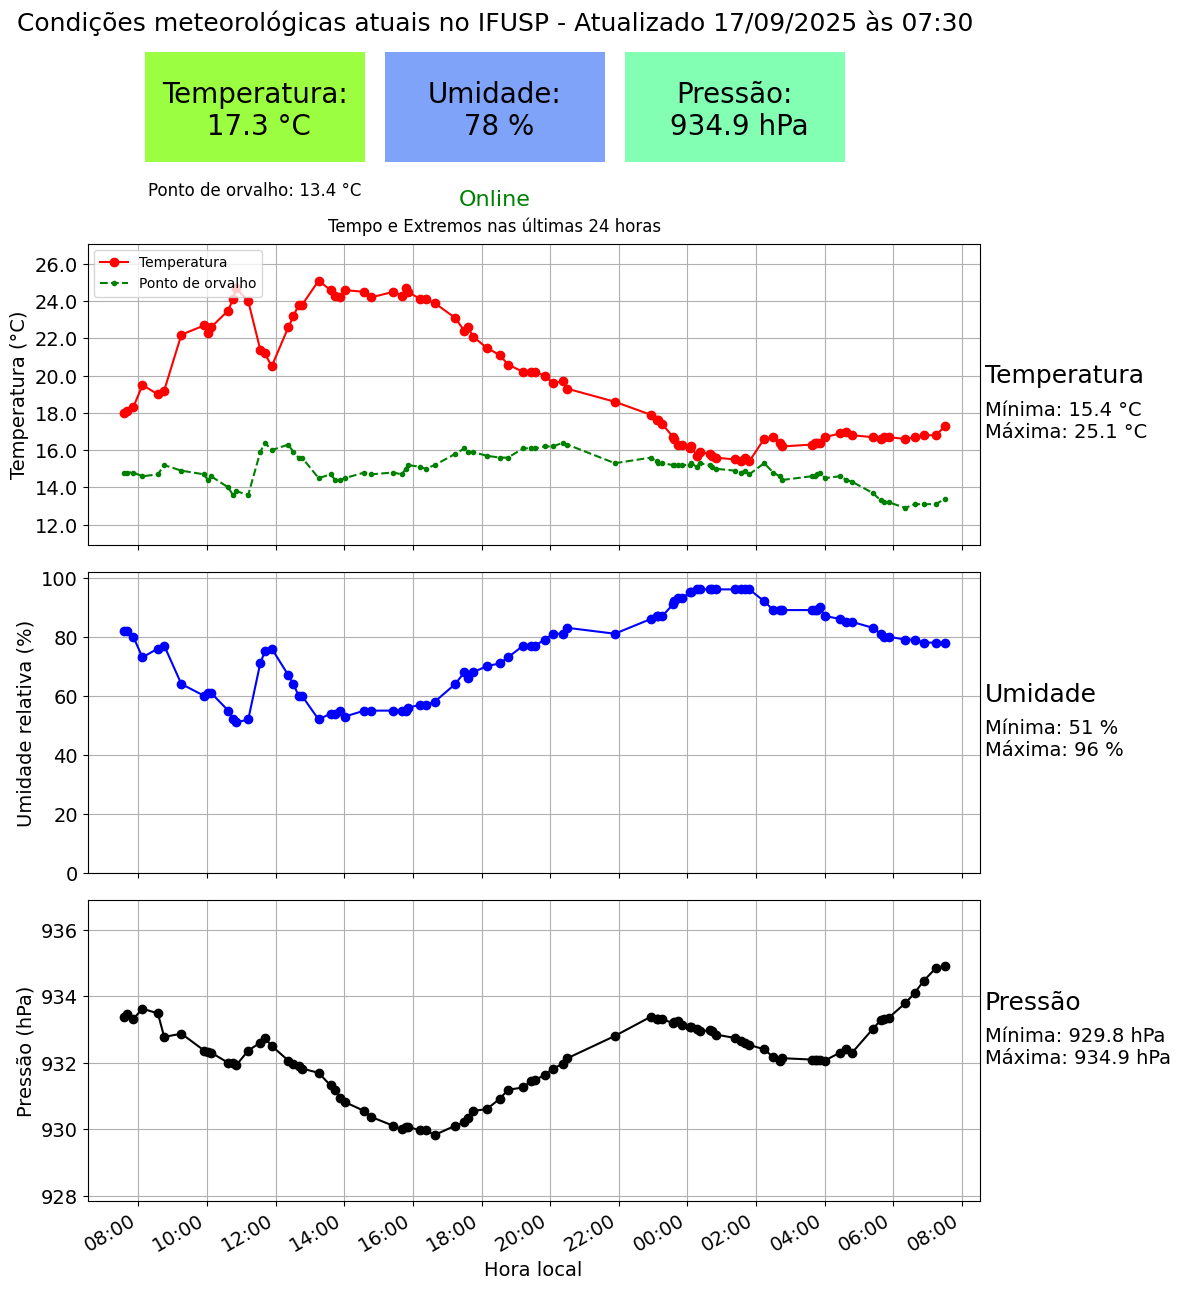 Condições meteorológicas atuais no IFUSP - Atualizado 17/09/2025 às 07:30
Temperatura:
17.3 °C
Umidade:
78 %
Pressão:
934.9 hPa
Ponto de orvalho: 13.4 °C
Online
Tempo e Extremos nas últimas 24 horas
Temperatura
Ponto de orvalho
Temperatura (°C)
26.0
24.0
22.0
20.0
18.0
16.0
14.0
12.0
Temperatura
Mínima: 15.4 °C
Máxima: 25.1 °C
Umidade relativa (%)
100
80
60
40
20
0
Umidade
Mínima: 51 %
Máxima: 96 %
Pressão (hPa)
936
934
932
930
928
Pressão
Mínima: 929.8 hPa
Máxima: 934.9 hPa
08:00
10:00
12:00
14:00
16:00
18:00
20:00
22:00
00:00
02:00
04:00
06:00
08:00
Hora local